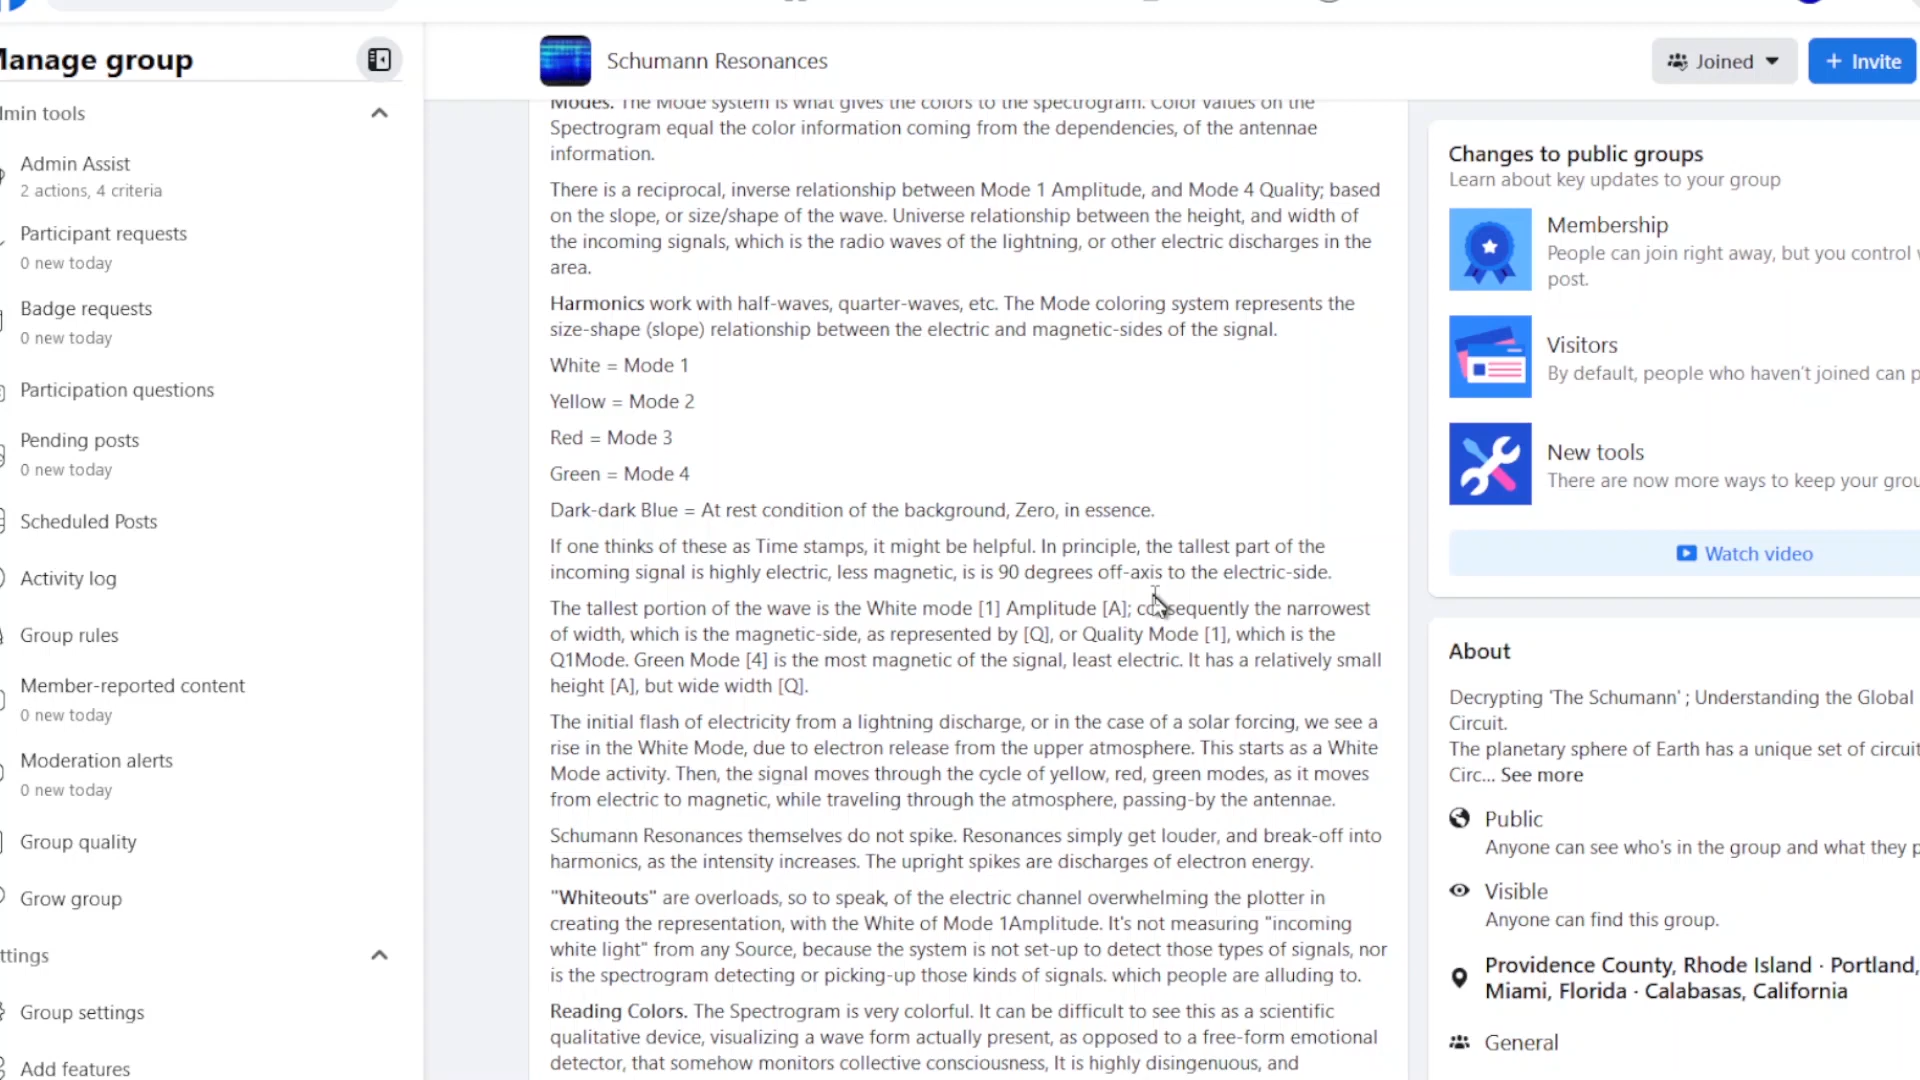 Manage group
Admin tools
Admin Assist
2 actions, 4 criteria
Participant requests
0 new today
Badge requests
0 new today
Participation questions
Pending posts
0 new today
Scheduled Posts
Activity log
Group rules
Member-reported content
0 new today
Moderation alerts
0 new today
Group quality
Grow group
ttings
Group settings
Add features
Schumann Resonances
Joined
+ Invite
Modes. The Mode system is what gives the colors to the spectrogram. Color values on the
Spectrogram equal the color information coming from the dependencies, of the antennae
information.
There is a reciprocal, inverse relationship between Mode 1 Amplitude, and Mode 4 Quality; based
on the slope, or size/shape of the wave. Universe relationship between the height, and width of
the incoming signals, which is the radio waves of the lightning, or other electric discharges in the
area.
Harmonics work with half-waves, quarter-waves, etc. The Mode coloring system represents the
size-shape (slope) relationship between the electric and magnetic-sides of the signal.
White = Mode 1
Yellow = Mode 2
Red = Mode 3
Green = Mode 4
Dark-dark Blue = At rest condition of the background, Zero, in essence.
If one thinks of these as Time stamps, it might be helpful. In principle, the tallest part of the
incoming signal is highly electric, less magnetic, is is 90 degrees off-axis to the electric-side.
The tallest portion of the wave is the White mode [1] Amplitude [A]; consequently the narrowest
of width, which is the magnetic-side, as represented by [Q], or Quality Mode [1], which is the
Q1Mode. Green Mode [4] is the most magnetic of the signal, least electric. It has a relatively small
height [A], but wide width [Q].
The initial flash of electricity from a lightning discharge, or in the case of a solar forcing, we see a
rise in the White Mode, due to electron release from the upper atmosphere. This starts as a White
Mode activity. Then, the signal moves through the cycle of yellow, red, green modes, as it moves
from electric to magnetic, while traveling through the atmosphere, passing-by the antennae.
Schumann Resonances themselves do not spike. Resonances simply get louder, and break-off into
harmonics, as the intensity increases. The upright spikes are discharges of electron energy.
"Whiteouts" are overloads, so to speak, of the electric channel overwhelming the plotter in
creating the representation, with the White of Mode 1Amplitude. It's not measuring "incoming
white light" from any Source, because the system is not set-up to detect those types of signals, nor
is the spectrogram detecting or picking-up those kinds of signals. which people are alluding to.
Reading Colors. The Spectrogram is very colorful. It can be difficult to see this as a scientific
qualitative device, visualizing a wave form actually present, as opposed to a free-form emotional
detector, that somehow monitors collective consciousness, It is highly disingenuous, and
Changes to public groups
Learn about key updates to your group
Membership
People can join right away, but you control
post.
Visitors
By default, people who haven't joined can p
New tools
There are now more ways to keep your grou
Watch video
About
Decrypting 'The Schumann' ; Understanding the Global
Circuit.
The planetary sphere of Earth has a unique set of circuit
Circ... See more
Public
Anyone can see who's in the group and what they p
Visible
Anyone can find this group.
Providence County, Rhode Island · Portland,
Miami, Florida · Calabasas, California
General